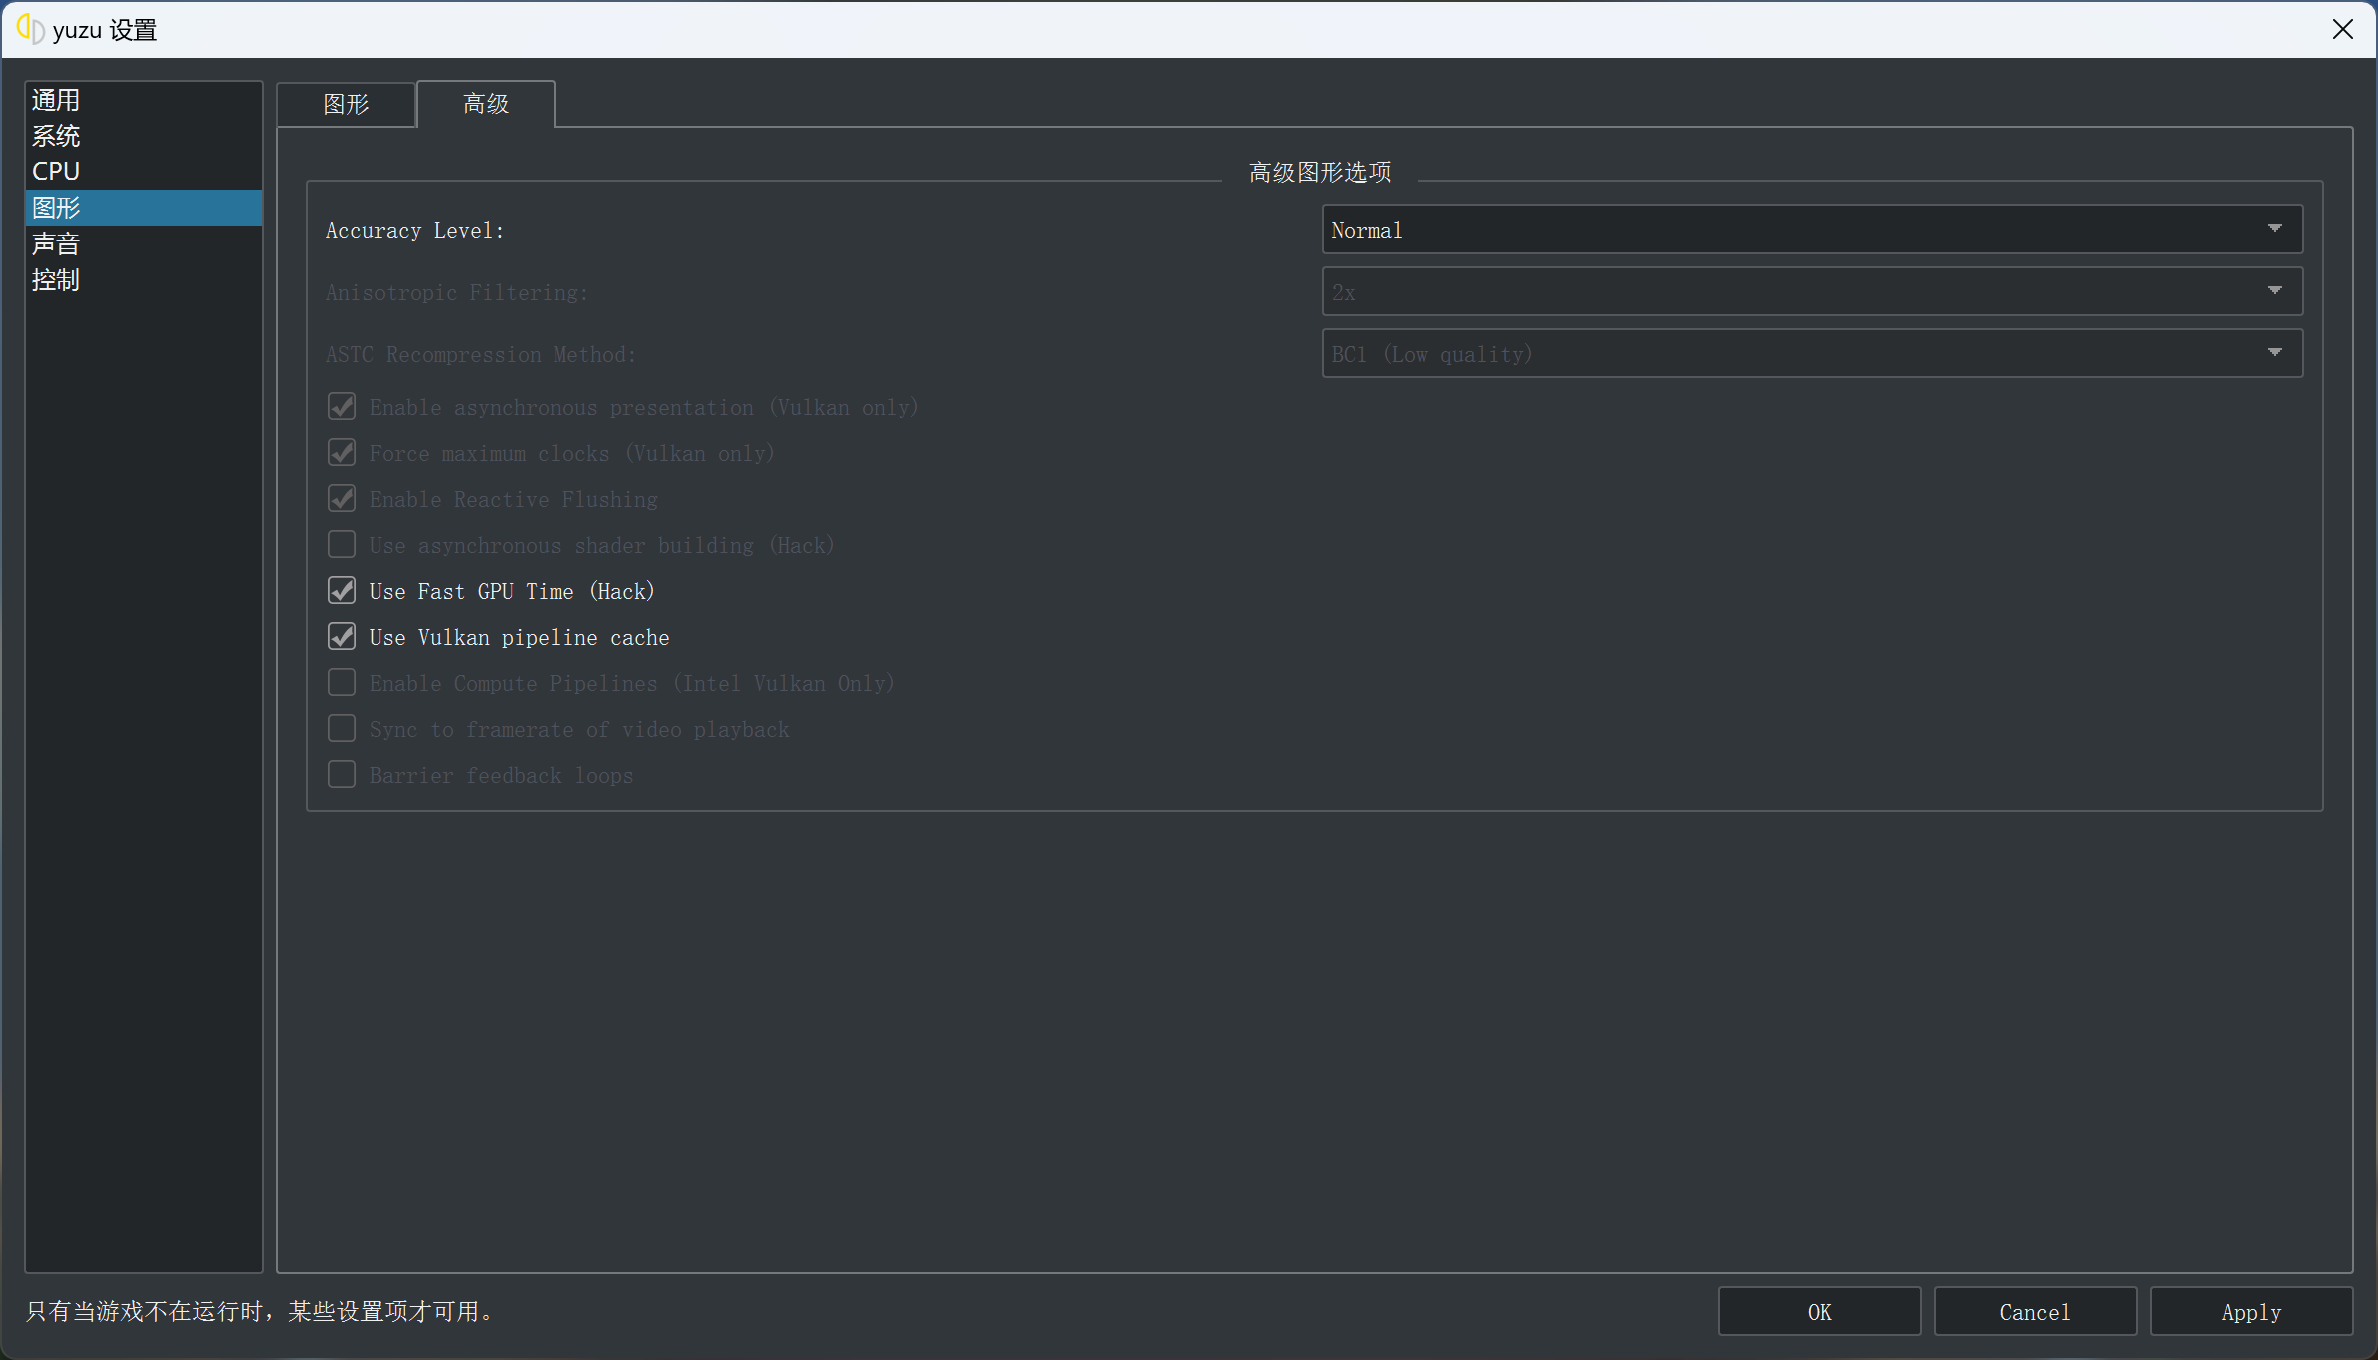 yuzu 设置
通用
系统
CPU
图形
声音
控制
图形
高级
高级图形选项
Accuracy Level:
Normal
Anisotropic Filtering:
2x
ASTC Recompression Method:
BC1 (Low quality)
Enable asynchronous presentation (Vulkan only)
Force maximum clocks (Vulkan only)
Enable Reactive Flushing
Use asynchronous shader building (Hack)
Use Fast GPU Time (Hack)
Use Vulkan pipeline cache
Enable Compute Pipelines (Intel Vulkan Only)
Sync to framerate of video playback
Barrier feedback loops
只有当游戏不在运行时，某些设置项才可用。
OK
Cancel
Apply